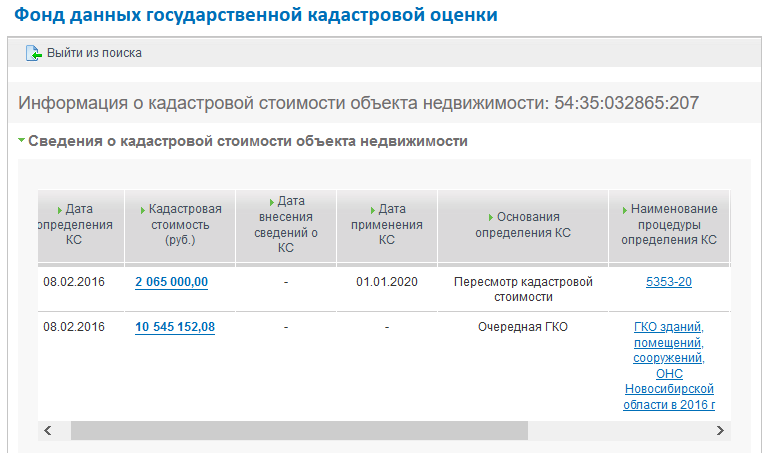 Фонд данных государственной кадастровой оценки
Выйти из поиска
Информация о кадастровой стоимости объекта недвижимости: 54:35:032865:207
Сведения о кадастровой стоимости объекта недвижимости
Дата
определения
КС
Кадастровая
стоимость
(руб.)
Дата
внесения
сведений о
КС
Дата
применения
КС
Основания
определения КС
Наименование
процедуры
определения КС
08.02.2016
2 065 000,00
-
01.01.2020
Пересмотр кадастровой
стоимости
5353-20
08.02.2016
10 545 152,08
-
-
Очередная ГКО
ГКО зданий,
помещений,
сооружений,
ОНС
Новосибирской
области в 2016 г